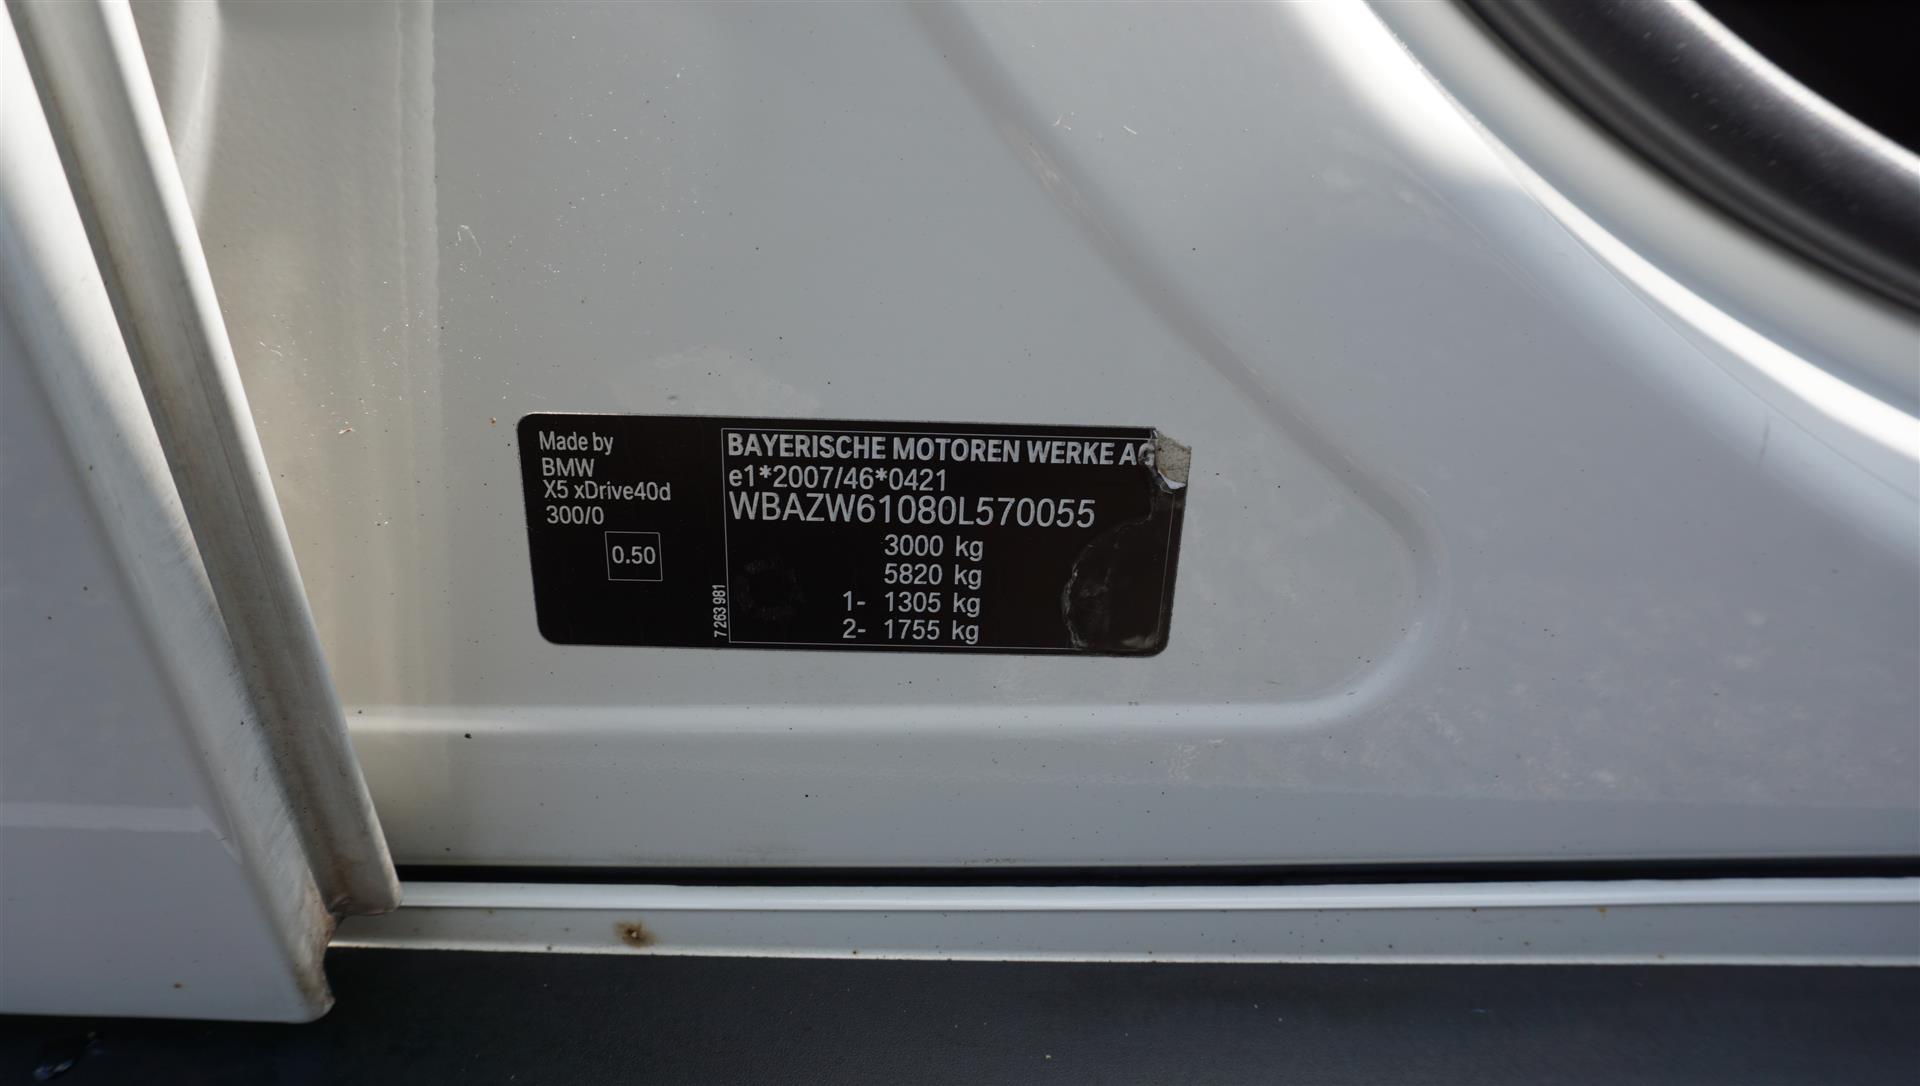 Made by
BMW
X5 xDrive40d
300/0
0.50
7 263 981
BAYERISCHE MOTOREN WERKE AG
e1*2007/46*0421
WBAZW61080L570055
3000 kg
5820 kg
1- 1305 kg
2- 1755 kg